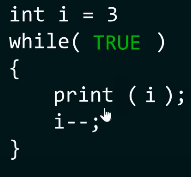 int i = 3
while( TRUE )
{
print ( i );
i--;
}